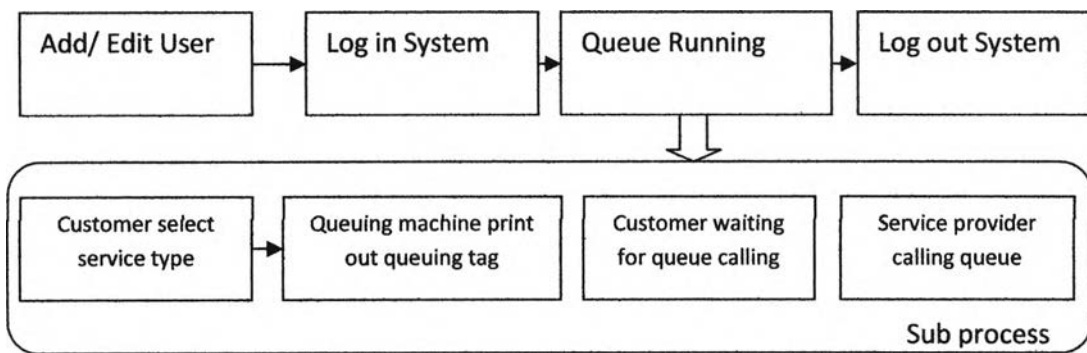 Add/ Edit User
Log in System
Queue Running
Log out System
Customer select
service type
Queuing machine print
out queuing tag
Customer waiting
for queue calling
Service provider
calling queue
Sub process